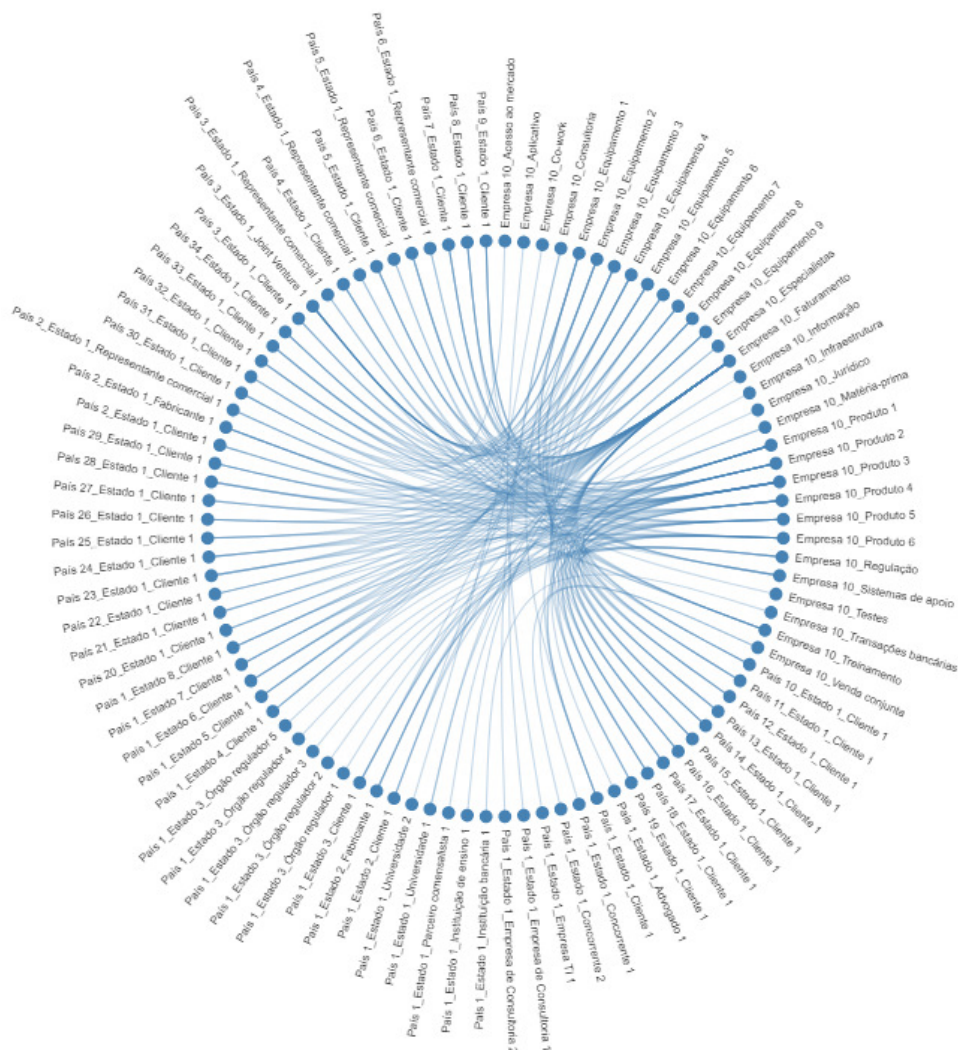 Empresa 10_Acesso ao mercado
Empresa 10_Aplicativo
Empresa 10_Co-work
Empresa 10_Consultoria
Empresa 10_Equipamento 1
Empresa 10_Equipamento 2
Empresa 10_Equipamento 3
Empresa 10_Equipamento 4
Empresa 10_Equipamento 5
Empresa 10_Equipamento 6
Empresa 10_Equipamento 7
Empresa 10_Equipamento 8
Empresa 10_Equipamento 9
Empresa 10_Especialistas
Empresa 10_Faturamento
Empresa 10_Informação
Empresa 10_Infraestrutura
Empresa 10_Jurídico
Empresa 10_Matéria-prima
Empresa 10_Produto 1
Empresa 10_Produto 2
Empresa 10_Produto 3
Empresa 10_Produto 4
Empresa 10_Produto 5
Empresa 10_Produto 6
Empresa 10_Regulação
Empresa 10_Sistemas de apoio
Empresa 10_Testes
Empresa 10_Transações bancárias
Empresa 10_Treinamento
Empresa 10_Venda conjunta
País 10_Estado 1_Cliente 1
País 11_Estado 1_Cliente 1
País 12_Estado 1_Cliente 1
País 13_Estado 1_Cliente 1
País 14_Estado 1_Cliente 1
País 15_Estado 1_Cliente 1
País 16_Estado 1_Cliente 1
País 17_Estado 1_Cliente 1
País 18_Estado 1_Cliente 1
País 19_Estado 1_Cliente 1
País 1_Estado 1_Advogado 1
País 1_Estado 1_Cliente 1
País 1_Estado 1_Concorrente 1
País 1_Estado 1_Concorrente 2
País 1_Estado 1_Empresa TI 1
País 1_Estado 1_Empresa de Consultoria 1
País 1_Estado 1_Empresa de Consultoria 2
País 1_Estado 1_Instituição bancária 1
País 1_Estado 1_Instituição de ensino 1
País 1_Estado 1_Parceiro comensalista 1
País 1_Estado 1_Universidade 1
País 1_Estado 1_Universidade 2
País 1_Estado 2_Cliente 1
País 1_Estado 2_Fabricante 1
País 1_Estado 3_Cliente 1
País 1_Estado 3_Órgão regulador 1
País 1_Estado 3_Órgão regulador 2
País 1_Estado 3_Órgão regulador 3
País 1_Estado 3_Órgão regulador 4
País 1_Estado 3_Órgão regulador 5
País 1_Estado 4_Cliente 1
País 1_Estado 5_Cliente 1
País 1_Estado 6_Cliente 1
País 1_Estado 7_Cliente 1
País 1_Estado 8_Cliente 1
País 20_Estado 1_Cliente 1
País 21_Estado 1_Cliente 1
País 22_Estado 1_Cliente 1
País 23_Estado 1_Cliente 1
País 24_Estado 1_Cliente 1
País 25_Estado 1_Cliente 1
País 26_Estado 1_Cliente 1
País 27_Estado 1_Cliente 1
País 28_Estado 1_Cliente 1
País 29_Estado 1_Cliente 1
País 2_Estado 1_Cliente 1
País 2_Estado 1_Fabricante 1
País 2_Estado 1_Representante comercial 1
País 30_Estado 1_Cliente 1
País 31_Estado 1_Cliente 1
País 32_Estado 1_Cliente 1
País 33_Estado 1_Cliente 1
País 34_Estado 1_Cliente 1
País 3_Estado 1_Cliente 1
País 3_Estado 1_Joint Venture 1
País 3_Estado 1_Representante comercial 1
País 4_Estado 1_Cliente 1
País 4_Estado 1_Representante comercial 1
País 5_Estado 1_Cliente 1
País 5_Estado 1_Representante comercial 1
País 6_Estado 1_Cliente 1
País 6_Estado 1_Representante comercial 1
País 7_Estado 1_Cliente 1
País 8_Estado 1_Cliente 1
País 9_Estado 1_Cliente 1